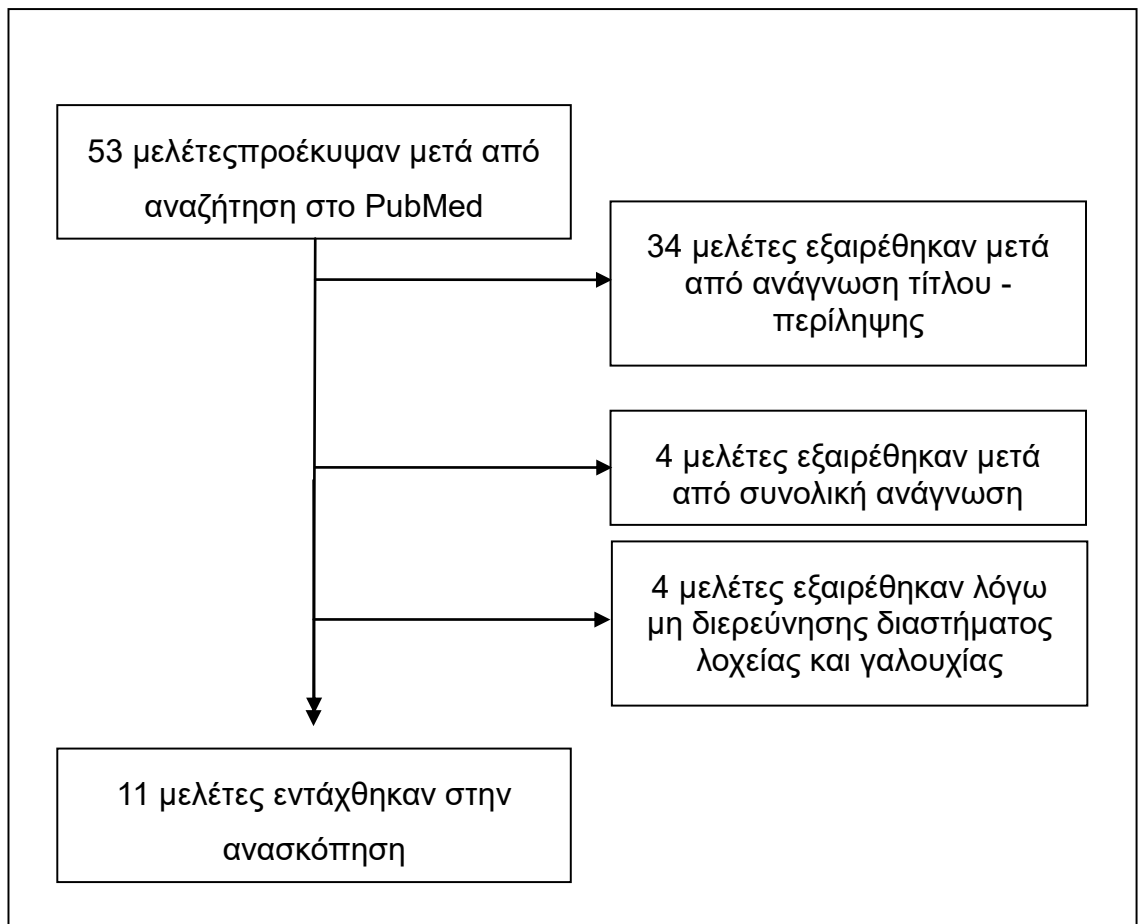 53 μελέτεςπροέκυψαν μετά από
αναζήτηση στο PubMed
34 μελέτες εξαιρέθηκαν μετά
από ανάγνωση τίτλου -
περίληψης
4 μελέτες εξαιρέθηκαν μετά
από συνολική ανάγνωση
4 μελέτες εξαιρέθηκαν λόγω
μη διερεύνησης διαστήματος
λοχείας και γαλουχίας
11 μελέτες εντάχθηκαν στην
ανασκόπηση